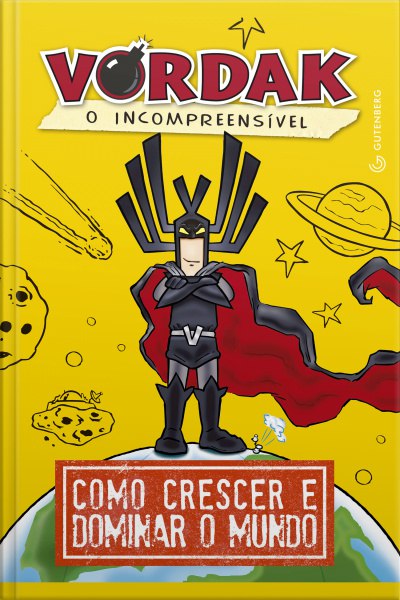 VORDAK
O INCOMPREENSÍVEL
GUTENBERG
V
COMO CRESCER E
DOMINAR O MUNDO